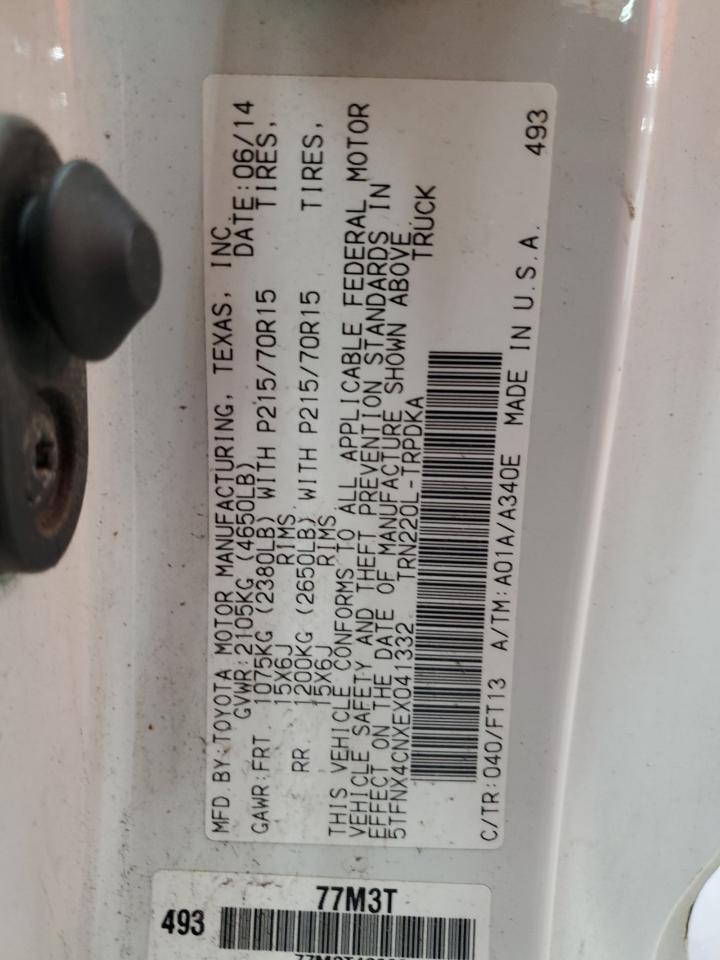 MFD.BY:TOYOTA MOTOR MANUFACTURING, TEXAS, INC.
GVWR:2105KG (4650LB) DATE:06/14
GAWR:FRT 1075KG (2380LB) WITH P215/70R15 TIRES,
15X6J RIMS
RR 1200KG (2650LB) WITH P215/70R15 TIRES,
15X6J RIMS
THIS VEHICLE CONFORMS TO ALL APPLICABLE FEDERAL MOTOR
VEHICLE SAFETY AND THEFT PREVENTION STANDARDS IN
EFFECT ON THE DATE OF MANUFACTURE SHOWN ABOVE.
5TFNX4CNXEX041332 TRN220L-TRPDKA TRUCK
C/TR:040/FT13 A/TM:A01A/A340E MADE IN U.S.A. 493
77M3T
493